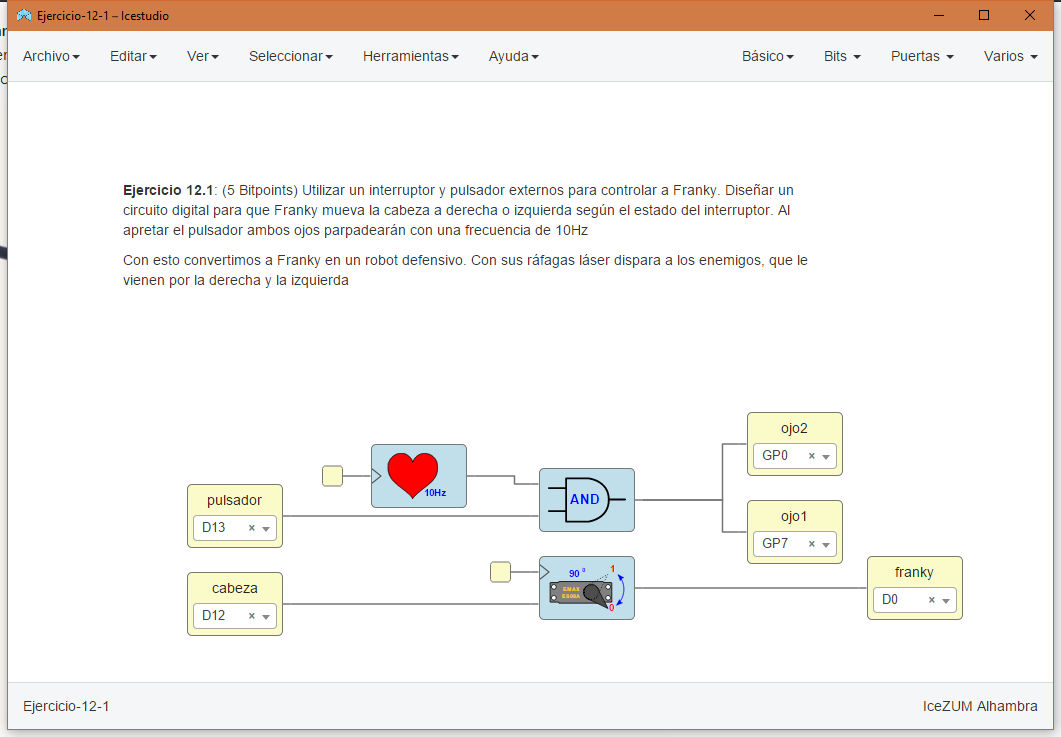 Ejercicio-12-1 – Icestudio
Archivo Editar Ver Seleccionar Herramientas Ayuda Básico Bits Puertas Varios
Ejercicio 12.1: (5 Bitpoints) Utilizar un interruptor y pulsador externos para controlar a Franky. Diseñar un
circuito digital para que Franky mueva la cabeza a derecha o izquierda según el estado del interruptor. Al
apretar el pulsador ambos ojos parpadearán con una frecuencia de 10Hz
Con esto convertimos a Franky en un robot defensivo. Con sus ráfagas láser dispara a los enemigos, que le
vienen por la derecha y la izquierda
ojo2
GP0 ×
10Hz
pulsador
D13 ×
AND
ojo1
GP7 ×
cabeza
D12 ×
90 º 1
EMAX
ES08A
0
franky
D0 ×
Ejercicio-12-1 IceZUM Alhambra